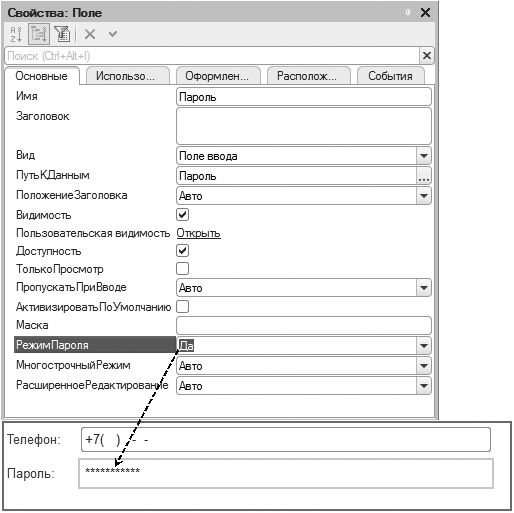 Свойства: Поле
Поиск (Ctrl+Alt+I)
Основные Использо... Оформлен... Располож... События
Имя Пароль
Заголовок
Вид Поле ввода
ПутьКДанным Пароль ...
ПоложениеЗаголовка Авто
Видимость
Пользовательская видимость Открыть
Доступность
ТолькоПросмотр
ПропускатьПриВводе Авто
АктивизироватьПоУмолчанию
Маска
РежимПароля Да
МногострочныйРежим Авто
РасширенноеРедактирование Авто
Телефон: +7( ) - -
Пароль: ***********